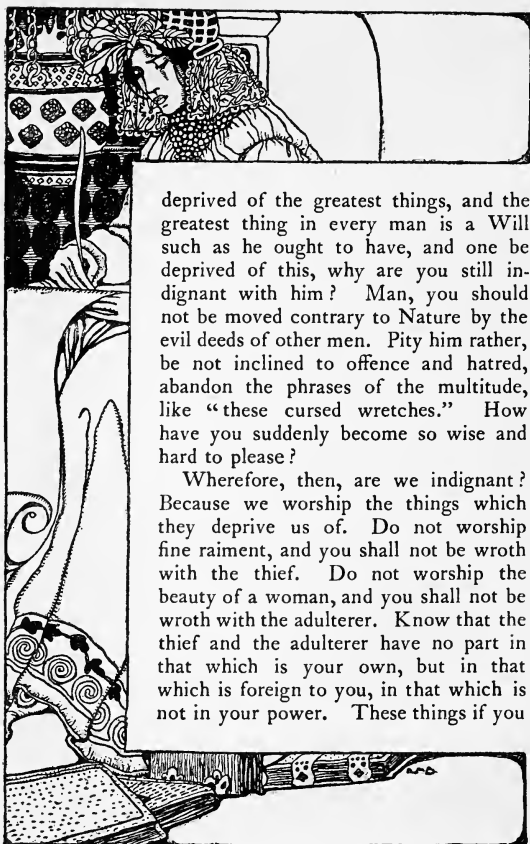 deprived of the greatest things, and the
greatest thing in every man is a Will
such as he ought to have, and one be
deprived of this, why are you still in-
dignant with him? Man, you should
not be moved contrary to Nature by the
evil deeds of other men. Pity him rather,
be not inclined to offence and hatred,
abandon the phrases of the multitude,
like “these cursed wretches.” How
have you suddenly become so wise and
hard to please?
Wherefore, then, are we indignant?
Because we worship the things which
they deprive us of. Do not worship
fine raiment, and you shall not be wroth
with the thief. Do not worship the
beauty of a woman, and you shall not be
wroth with the adulterer. Know that the
thief and the adulterer have no part in
that which is your own, but in that
which is foreign to you, in that which is
not in your power. These things if you